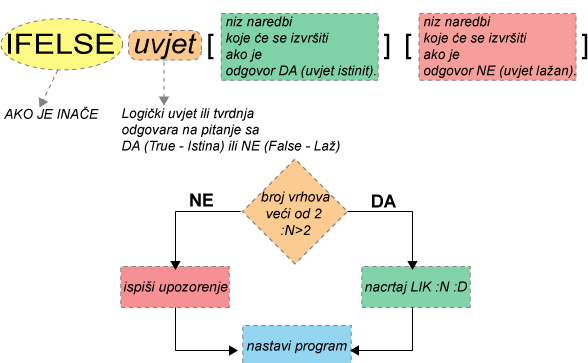 IFELSE uvjet [ niz naredbi
koje će se izvršiti
ako je
odgovor DA (uvjet istinit). ] [ niz naredbi
koje će se izvršiti
ako je
odgovor NE (uvjet lažan). ]
AKO JE INAČE
Logički uvjet ili tvrdnja
odgovara na pitanje sa
DA (True - Istina) ili NE (False - Laž)
NE
broj vrhova
veći od 2
:N>2
DA
ispiši upozorenje
nacrtaj LIK :N :D
nastavi program